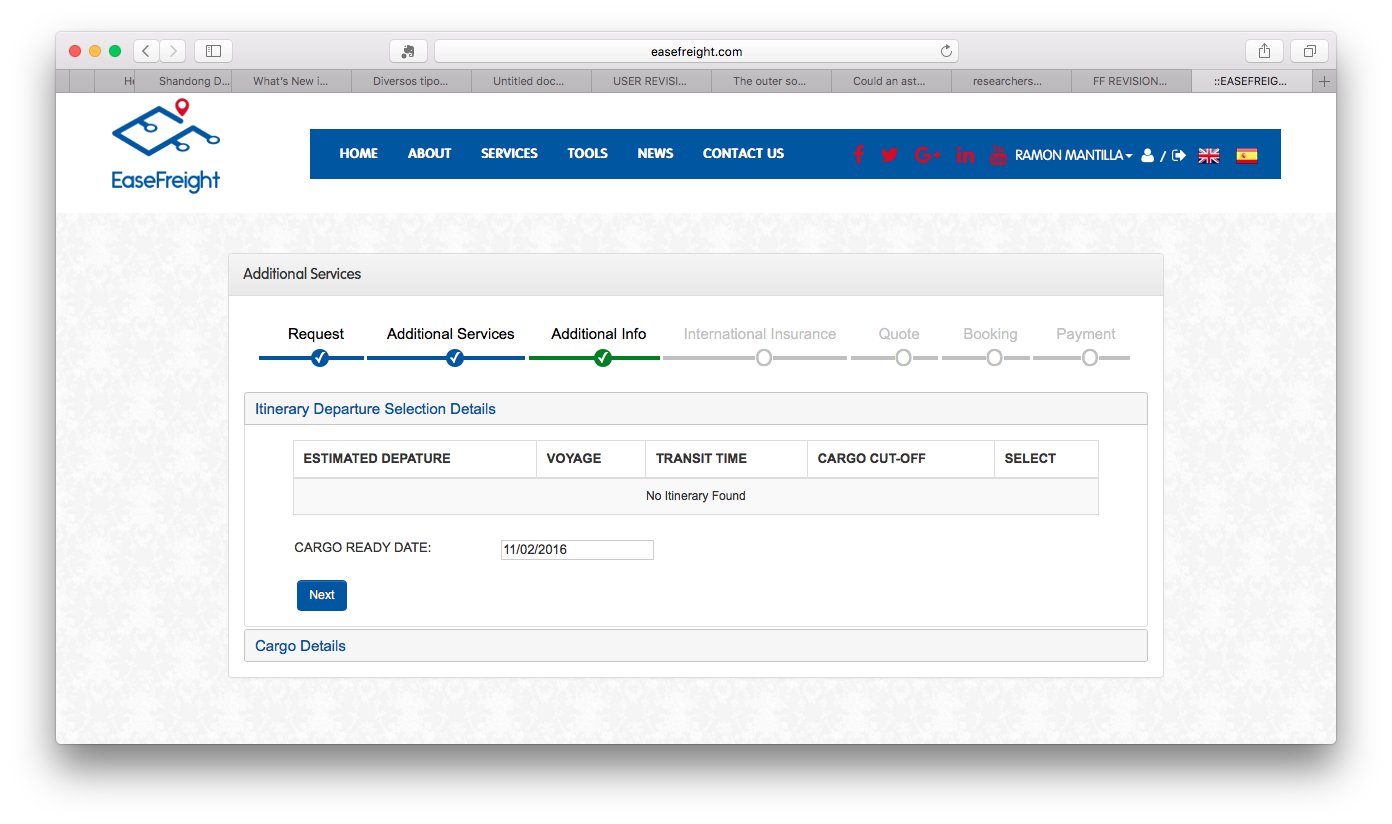 easefreight.com
Shandong D...
What's New i...
Diversos tipo...
Untitled doc...
USER REVISI...
The outer so...
Could an ast...
researchers...
FF REVISION...
::EASEFREIG...
EaseFreight
HOME ABOUT SERVICES TOOLS NEWS CONTACT US RAMON MANTILLA /
Additional Services
Request Additional Services Additional Info International Insurance Quote Booking Payment
Itinerary Departure Selection Details
ESTIMATED DEPATURE VOYAGE TRANSIT TIME CARGO CUT-OFF SELECT
No Itinerary Found
CARGO READY DATE: 11/02/2016
Next
Cargo Details